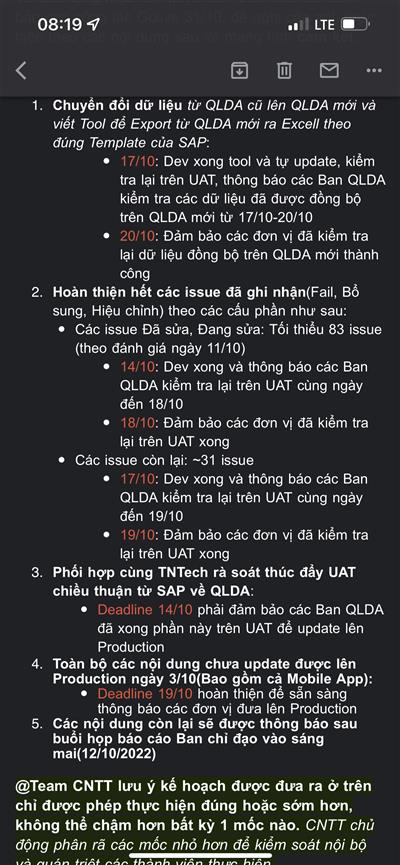 08:19
LTE
1. Chuyển đổi dữ liệu từ QLDA cũ lên QLDA mới và
viết Tool để Export từ QLDA mới ra Excell theo
đúng Template của SAP:
• 17/10: Dev xong tool và tự update, kiểm
tra lại trên UAT, thông báo các Ban QLDA
kiểm tra các dữ liệu đã được đồng bộ
trên QLDA mới từ 17/10-20/10
• 20/10: Đảm bảo các đơn vị đã kiểm tra
lại dữ liệu đồng bộ trên QLDA mới thành
công
2. Hoàn thiện hết các issue đã ghi nhận(Fail, Bổ
sung, Hiệu chỉnh) theo các cấu phần như sau:
• Các issue Đã sửa, Đang sửa: Tối thiểu 83 issue
(theo đánh giá ngày 11/10)
• 14/10: Dev xong và thông báo các Ban
QLDA kiểm tra lại trên UAT cùng ngày
đến 18/10
• 18/10: Đảm bảo các đơn vị đã kiểm tra
lại trên UAT xong
• Các issue còn lại: ~31 issue
• 17/10: Dev xong và thông báo các Ban
QLDA kiểm tra lại trên UAT cùng ngày
đến 19/10
• 19/10: Đảm bảo các đơn vị đã kiểm tra
lại trên UAT xong
3. Phối hợp cùng TNTech rà soát thúc đẩy UAT
chiều thuận từ SAP về QLDA:
• Deadline 14/10 phải đảm bảo các Ban QLDA
đã xong phần này trên UAT để update lên
Production
4. Toàn bộ các nội dung chưa update được lên
Production ngày 3/10(Bao gồm cả Mobile App):
• Deadline 19/10 hoàn thiện để sẵn sàng
thông báo các đơn vị đưa lên Production
5. Các nội dung còn lại sẽ được thông báo sau
buổi họp báo cáo Ban chỉ đạo vào sáng
mai(12/10/2022)
@Team CNTT lưu ý kế hoạch được đưa ra ở trên
chỉ được phép thực hiện đúng hoặc sớm hơn,
không thể chậm hơn bất kỳ 1 mốc nào. CNTT chủ
động phân rã các mốc nhỏ hơn để kiểm soát nội bộ
và quán triệt các thành viên thực hiện